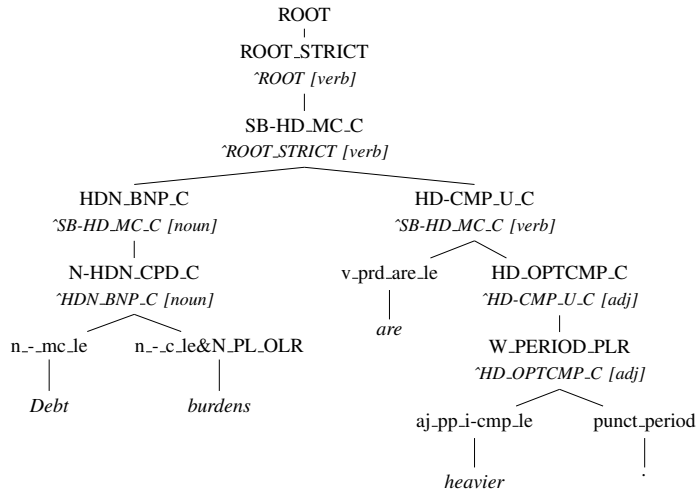 ROOT
ROOT_STRICT
^ROOT [verb]
SB-HD_MC_C
^ROOT_STRICT [verb]
HDN_BNP_C HD-CMP_U_C
^SB-HD_MC_C [noun] ^SB-HD_MC_C [verb]
N-HDN_CPD_C v_prd_are_le HD_OPTCMP_C
^HDN_BNP_C [noun] ^HD-CMP_U_C [adj]
are
n_-_mc_le n_-_c_le&N_PL_OLR W_PERIOD_PLR
^HD_OPTCMP_C [adj]
Debt burdens
aj_pp_i-cmp_le punct_period
heavier .